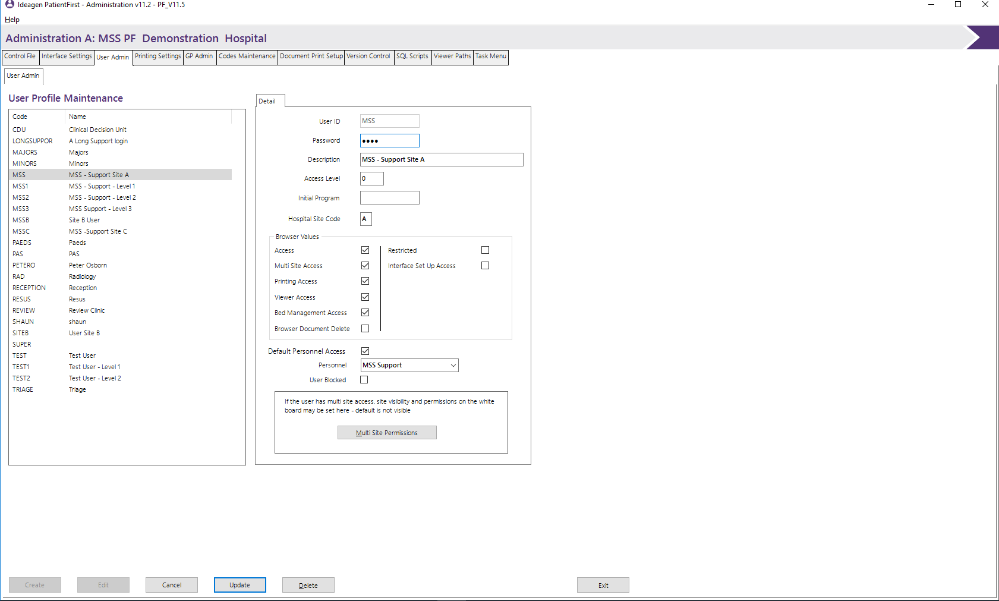 Ideagen PatientFirst - Administration v11.2 - PF_V11.5
Help
Administration A: MSS PF Demonstration Hospital
Control File Interface Settings User Admin Printing Settings GP Admin Codes Maintenance Document Print Setup Version Control SQL Scripts Viewer Paths Task Menu
User Admin
User Profile Maintenance
Code Name
CDU Clinical Decision Unit
LONGSUPPOR A Long Support login
MAJORS Majors
MINORS Minors
MSS MSS - Support Site A
MSS1 MSS - Support - Level 1
MSS2 MSS - Support - Level 2
MSS3 MSS Support - Level 3
MSSB Site B User
MSSC MSS -Support Site C
PAEDS Paeds
PAS PAS
PETERO Peter Osborn
RAD Radiology
RECEPTION Reception
RESUS Resus
REVIEW Review Clinic
SHAUN shaun
SITEB User Site B
SUPER
TEST Test User
TEST1 Test User - Level 1
TEST2 Test User - Level 2
TRIAGE Triage
Detail
User ID MSS
Password ●●●●
Description MSS - Support Site A
Access Level 0
Initial Program
Hospital Site Code A
Browser Values
Access Restricted
Multi Site Access Interface Set Up Access
Printing Access
Viewer Access
Bed Management Access
Browser Document Delete
Default Personnel Access
Personnel MSS Support
User Blocked
If the user has multi site access, site visibility and permissions on the white
board may be set here - default is not visible
Multi Site Permissions
Create Edit Cancel Update Delete Exit